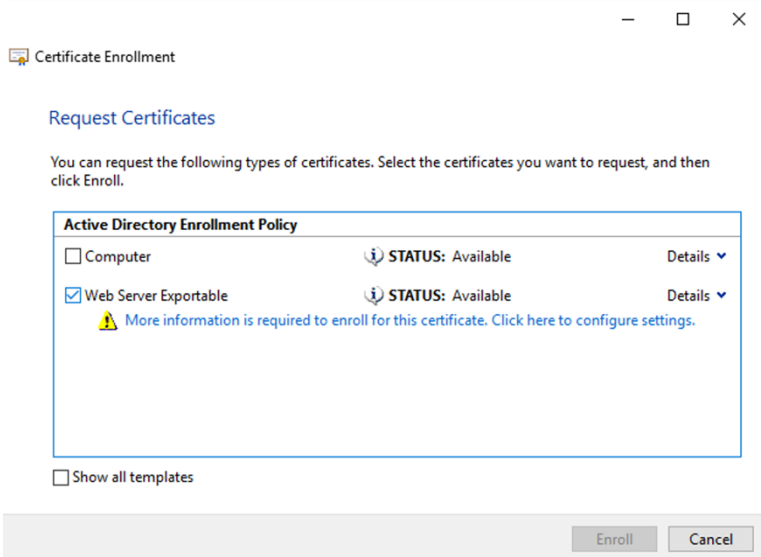 Certificate Enrollment
Request Certificates
You can request the following types of certificates. Select the certificates you want to request, and then
click Enroll.
Active Directory Enrollment Policy
Computer STATUS: Available Details
Web Server Exportable STATUS: Available Details
More information is required to enroll for this certificate. Click here to configure settings.
Show all templates
Enroll Cancel